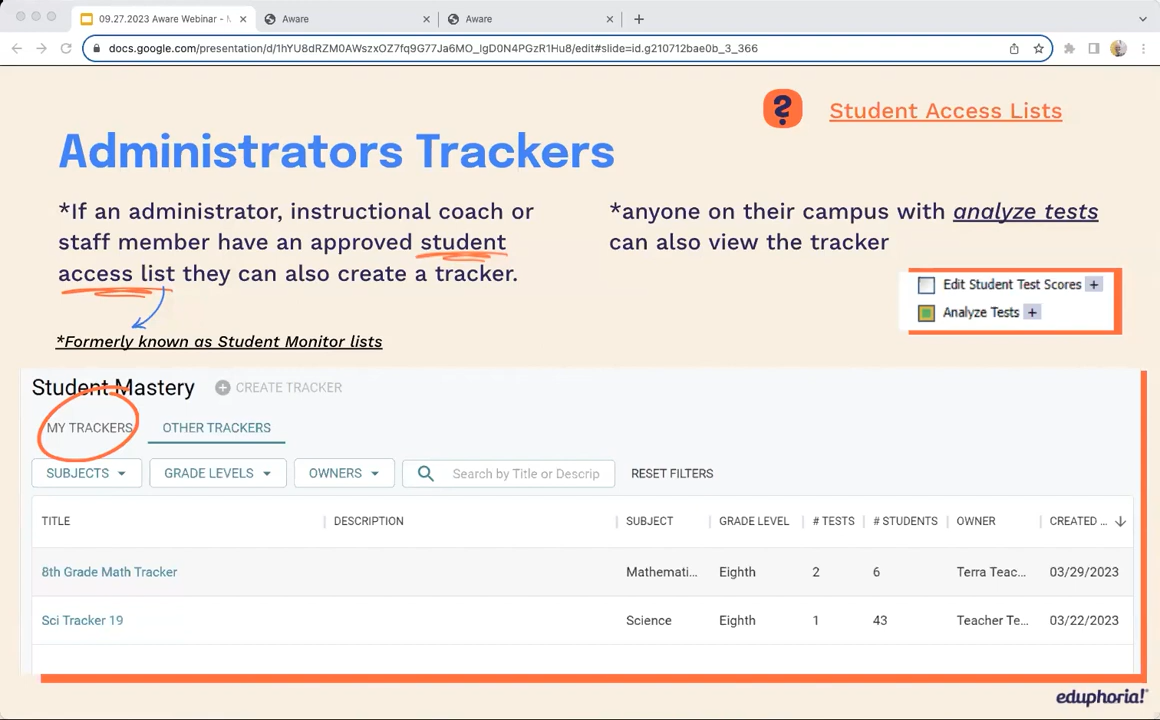 09.27.2023 Aware Webinar - 
Aware
Aware
docs.google.com/presentation/d/1hYU8dRZM0AWszxOZ7fq9G77Ja6MO_lgD0N4PGzR1Hu8/edit#slide=id.g210712bae0b_3_366
?
Student Access Lists
Administrators Trackers
*If an administrator, instructional coach or
staff member have an approved student
access list they can also create a tracker.
*Formerly known as Student Monitor lists
*anyone on their campus with analyze tests
can also view the tracker
Edit Student Test Scores +
Analyze Tests +
Student Mastery
CREATE TRACKER
MY TRACKERS
OTHER TRACKERS
SUBJECTS
GRADE LEVELS
OWNERS
Search by Title or Descrip
RESET FILTERS
TITLE DESCRIPTION SUBJECT GRADE LEVEL # TESTS # STUDENTS OWNER CREATED ...
8th Grade Math Tracker Mathemati... Eighth 2 6 Terra Teac... 03/29/2023
Sci Tracker 19 Science Eighth 1 43 Teacher Te... 03/22/2023
eduphoria!